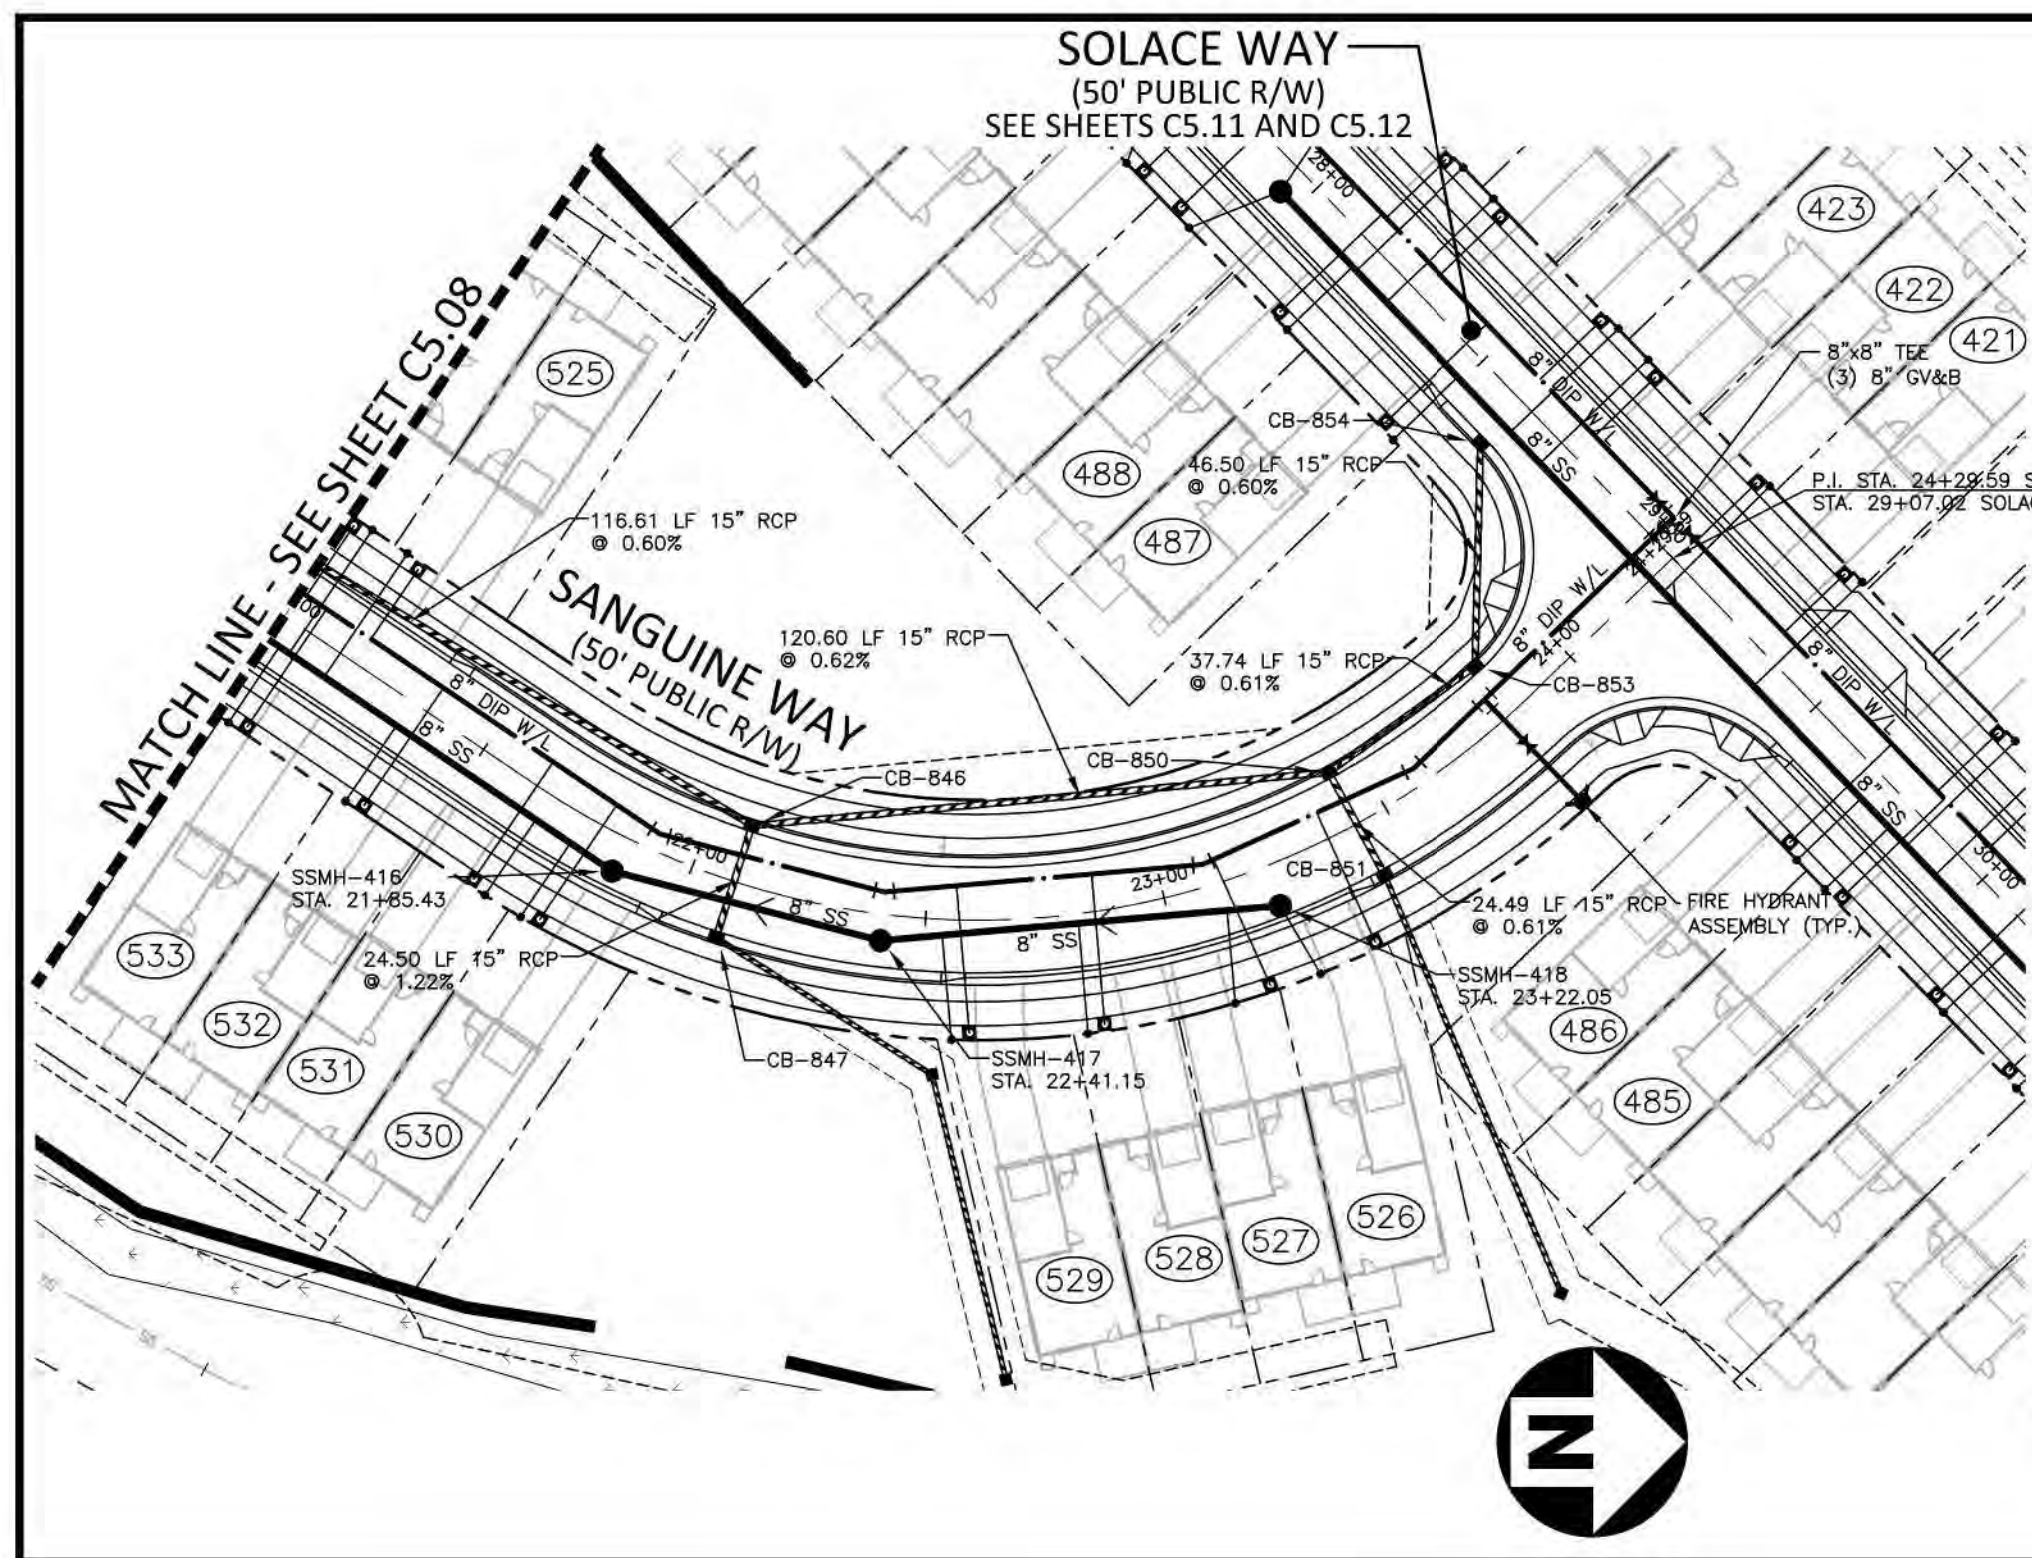 SOLACE WAY
(50' PUBLIC R/W)
SEE SHEETS C5.11 AND C5.12
28+00
423
422
421
8"x8" TEE
(3) 8" GV&B
P.I. STA. 24+29.59 S
STA. 29+07.02 SOLA
MATCH LINE - SEE SHEET C5.08
525
CB-854
8" DIP W/L
8" SS
488
46.50 LF 15" RCP
@ 0.60%
487
116.61 LF 15" RCP
@ 0.60%
SANGUINE WAY
(50' PUBLIC R/W)
120.60 LF 15" RCP
@ 0.62%
37.74 LF 15" RCP
@ 0.61%
8" DIP W/L
24+00
CB-853
8" DIP W/L
8" SS
30+00
8" DIP W/L
8" SS
CB-846
CB-850
22+00
23+00
CB-851
SSMH-416
STA. 21+85.43
8" SS
8" SS
24.49 LF 15" RCP
@ 0.61%
FIRE HYDRANT
ASSEMBLY (TYP.)
24.50 LF 15" RCP
@ 1.22%
SSMH-418
STA. 23+22.05
CB-847
SSMH-417
STA. 22+41.15
533
532
531
530
486
485
529
528
527
526
N